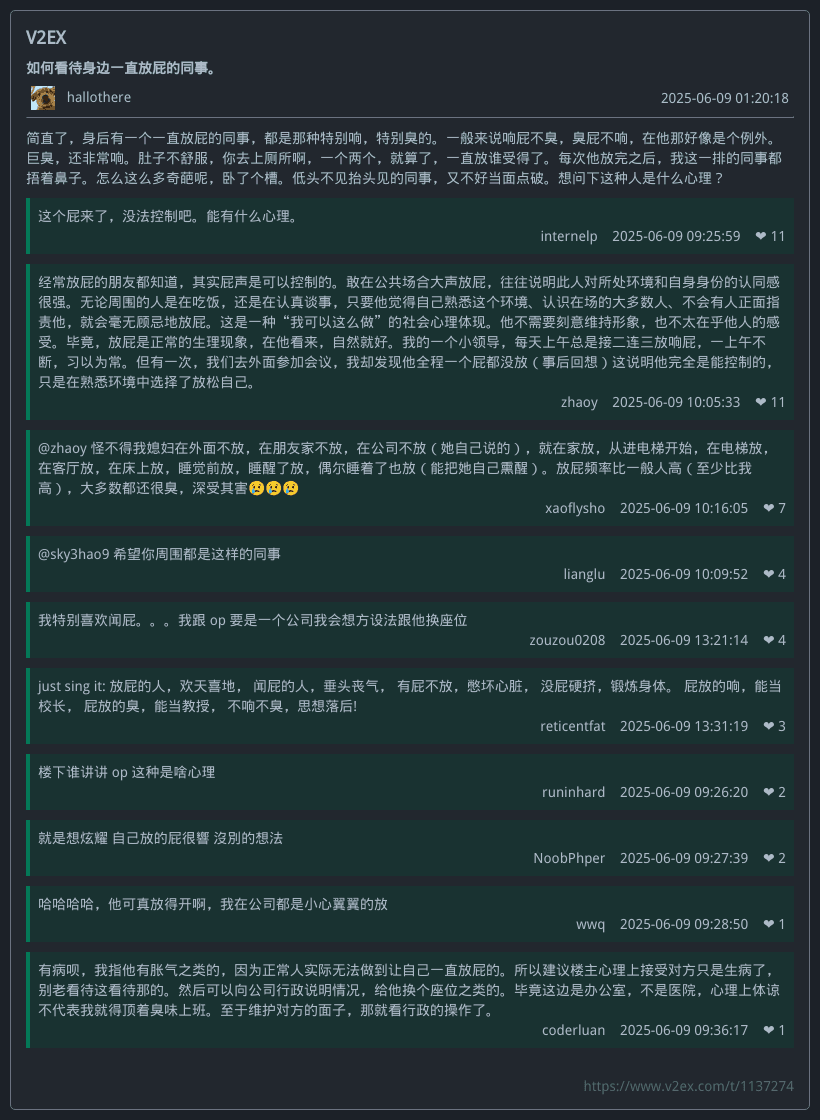 V2EX
如何看待身边一直放屁的同事。
hallothere 2025-06-09 01:20:18
简直了，身后有一个一直放屁的同事，都是那种特别响，特别臭的。一般来说响屁不臭，臭屁不响，在他那好像是个例外。
巨臭，还非常响。肚子不舒服，你去上厕所啊，一个两个，就算了，一直放谁受得了。每次他放完之后，我这一排的同事都
捂着鼻子。怎么这么多奇葩呢，卧了个槽。低头不见抬头见的同事，又不好当面点破。想问下这种人是什么心理？
这个屁来了，没法控制吧。能有什么心理。
internelp 2025-06-09 09:25:59 ❤ 11
经常放屁的朋友都知道，其实屁声是可以控制的。敢在公共场合大声放屁，往往说明此人对所处环境和自身身份的认同感
很强。无论周围的人是在吃饭，还是在认真谈事，只要他觉得自己熟悉这个环境、认识在场的大多数人、不会有人正面指
责他，就会毫无顾忌地放屁。这是一种“我可以这么做”的社会心理体现。他不需要刻意维持形象，也不太在乎他人的感
受。毕竟，放屁是正常的生理现象，在他看来，自然就好。我的一个小领导，每天上午总是接二连三放响屁，一上午不
断，习以为常。但有一次，我们去外面参加会议，我却发现他全程一个屁都没放（事后回想）这说明他完全是能控制的，
只是在熟悉环境中选择了放松自己。
zhaoy 2025-06-09 10:05:33 ❤ 11
@zhaoy 怪不得我媳妇在外面不放，在朋友家不放，在公司不放（她自己说的），就在家放，从进电梯开始，在电梯放，
在客厅放，在床上放，睡觉前放，睡醒了放，偶尔睡着了也放（能把她自己熏醒）。放屁频率比一般人高（至少比我
高），大多数都还很臭，深受其害😢😢😢
xaoflysho 2025-06-09 10:16:05 ❤ 7
@sky3hao9 希望你周围都是这样的同事
lianglu 2025-06-09 10:09:52 ❤ 4
我特别喜欢闻屁。。。我跟 op 要是一个公司我会想方设法跟他换座位
zouzou0208 2025-06-09 13:21:14 ❤ 4
just sing it: 放屁的人，欢天喜地， 闻屁的人，垂头丧气， 有屁不放，憋坏心脏， 没屁硬挤，锻炼身体。 屁放的响，能当
校长， 屁放的臭，能当教授， 不响不臭，思想落后!
reticentfat 2025-06-09 13:31:19 ❤ 3
楼下谁讲讲 op 这种是啥心理
runinhard 2025-06-09 09:26:20 ❤ 2
就是想炫耀 自己放的屁很響 沒別的想法
NoobPhper 2025-06-09 09:27:39 ❤ 2
哈哈哈哈，他可真放得开啊，我在公司都是小心翼翼的放
wwq 2025-06-09 09:28:50 ❤ 1
有病呗，我指他有胀气之类的，因为正常人实际无法做到让自己一直放屁的。所以建议楼主心理上接受对方只是生病了，
别老看待这看待那的。然后可以向公司行政说明情况，给他换个座位之类的。毕竟这边是办公室，不是医院，心理上体谅
不代表我就得顶着臭味上班。至于维护对方的面子，那就看行政的操作了。
coderluan 2025-06-09 09:36:17 ❤ 1
https://www.v2ex.com/t/1137274